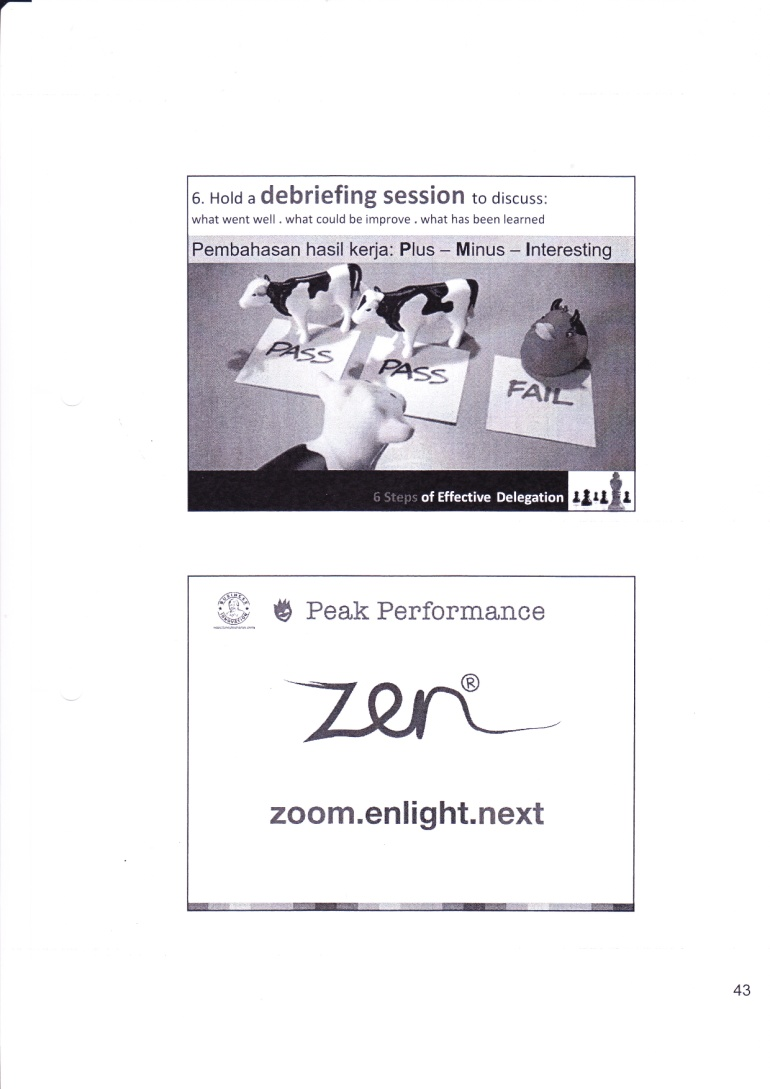 6. Hold a debriefing session to discuss:
what went well . what could be improve . what has been learned
Pembahasan hasil kerja: Plus – Minus – Interesting
PASS
PASS
FAIL
6 Steps of Effective Delegation
BUSINESS
INNOVATION
Peak Performance
zen®
zoom.enlight.next
43